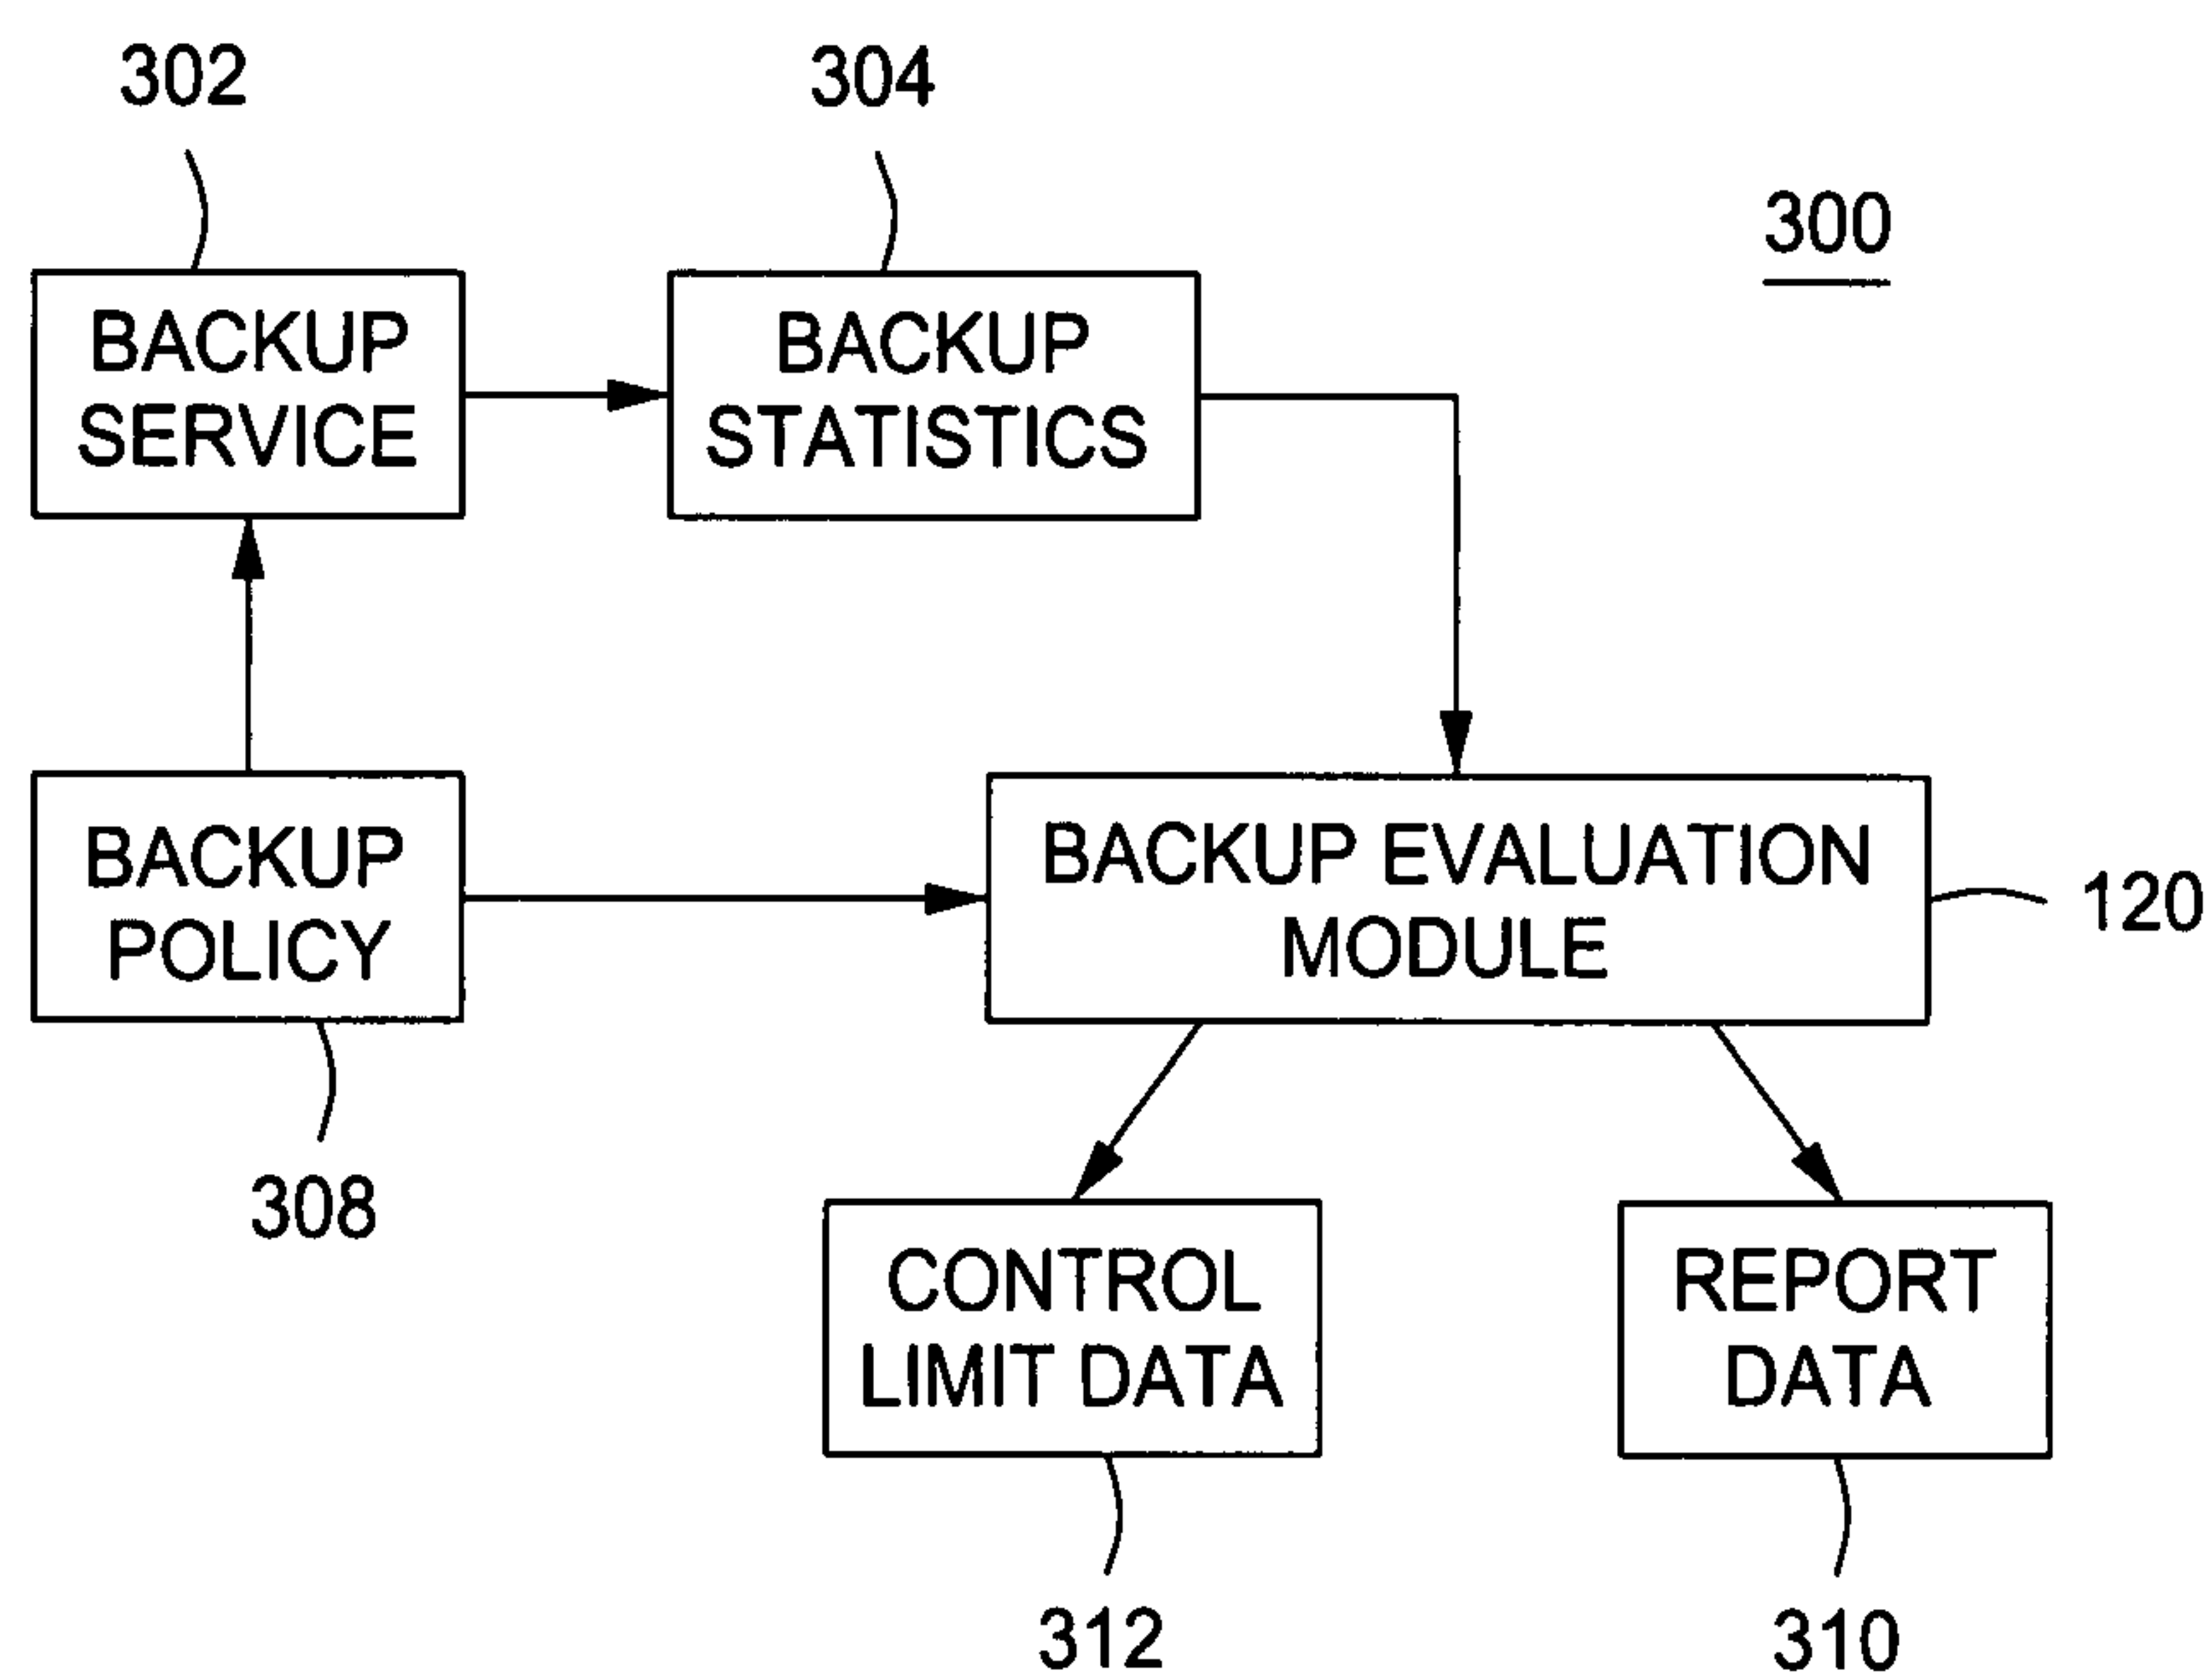 302
304
300
BACKUP
SERVICE
BACKUP
STATISTICS
BACKUP
POLICY
BACKUP EVALUATION
MODULE
120
308
CONTROL
LIMIT DATA
REPORT
DATA
312
310